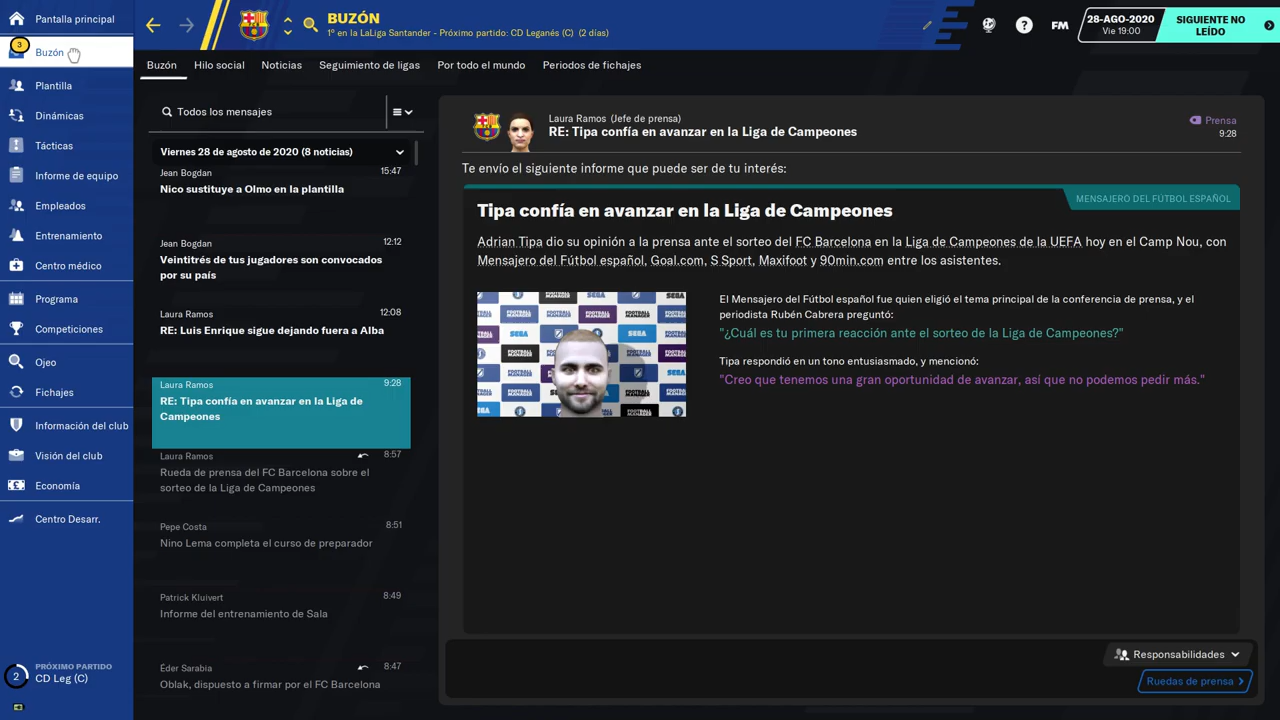 Pantalla principal
3
Buzón
Plantilla
Dinámicas
Tácticas
Informe de equipo
Empleados
Entrenamiento
Centro médico
Programa
Competiciones
Ojeo
Fichajes
Información del club
Visión del club
Economía
Centro Desarr.
2
PRÓXIMO PARTIDO
CD Leg (C)
BUZÓN
1º en la LaLiga Santander - Próximo partido: CD Leganés (C) (2 días)
FM
28-AGO-2020
Vie 19:00
SIGUIENTE NO LEÍDO
Buzón
Hilo social
Noticias
Seguimiento de ligas
Por todo el mundo
Periodos de fichajes
Todos los mensajes
Viernes 28 de agosto de 2020 (8 noticias)
Jean Bogdan 15:47
Nico sustituye a Olmo en la plantilla
Jean Bogdan 12:12
Veintitrés de tus jugadores son convocados
por su país
Laura Ramos 12:08
RE: Luis Enrique sigue dejando fuera a Alba
Laura Ramos 9:28
RE: Tipa confía en avanzar en la Liga de
Campeones
Laura Ramos 8:57
Rueda de prensa del FC Barcelona sobre el
sorteo de la Liga de Campeones
Pepe Costa 8:51
Nino Lema completa el curso de preparador
Patrick Kluivert 8:49
Informe del entrenamiento de Sala
Éder Sarabia 8:47
Oblak, dispuesto a firmar por el FC Barcelona
Laura Ramos (Jefe de prensa)
RE: Tipa confía en avanzar en la Liga de Campeones
Prensa
9:28
Te envío el siguiente informe que puede ser de tu interés:
MENSAJERO DEL FÚTBOL ESPAÑOL
Tipa confía en avanzar en la Liga de Campeones
Adrian Tipa dio su opinión a la prensa ante el sorteo del FC Barcelona en la Liga de Campeones de la UEFA hoy en el Camp Nou, con
Mensajero del Fútbol español, Goal.com, S Sport, Maxifoot y 90min.com entre los asistentes.
SEGA
El Mensajero del Fútbol español fue quien eligió el tema principal de la conferencia de prensa, y el
periodista Rubén Cabrera preguntó:
"¿Cuál es tu primera reacción ante el sorteo de la Liga de Campeones?"
Tipa respondió en un tono entusiasmado, y mencionó:
"Creo que tenemos una gran oportunidad de avanzar, así que no podemos pedir más."
Responsabilidades
Ruedas de prensa